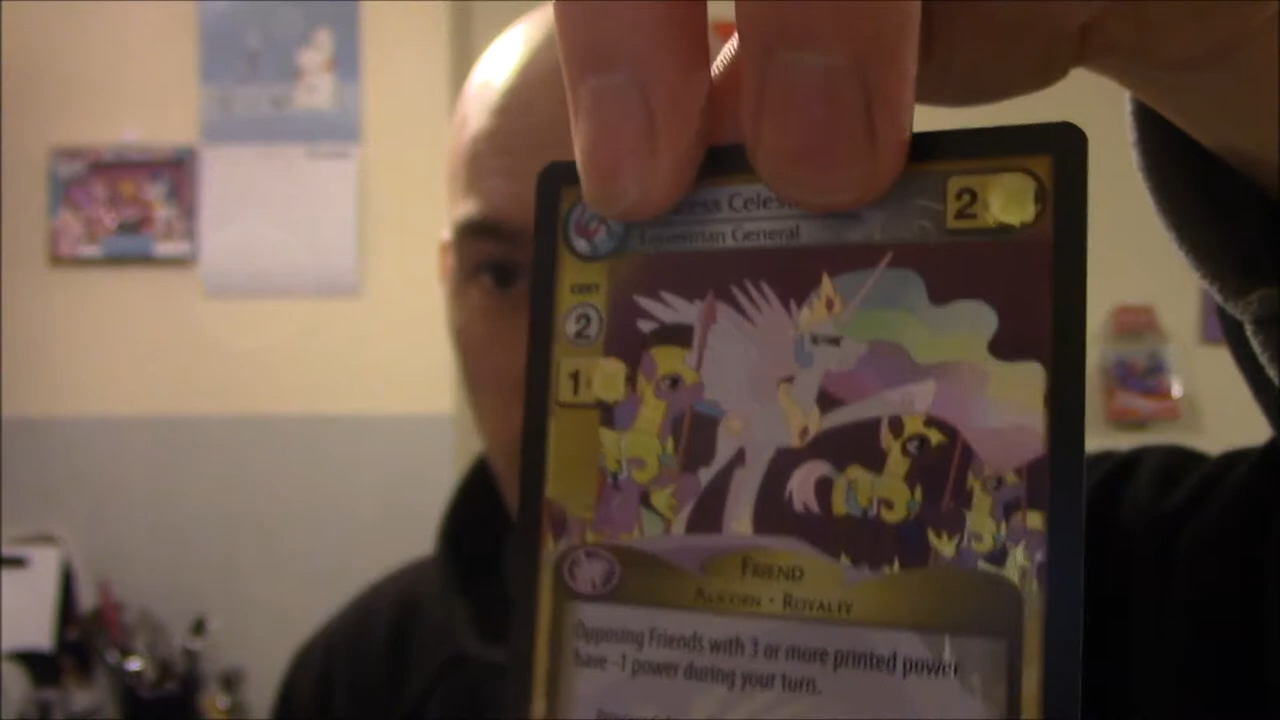 Celest
2
Equestrian General
COST
2
1
FRIEND
ALICORN • ROYALTY
Opposing Friends with 3 or more printed power
have -1 power during your turn.